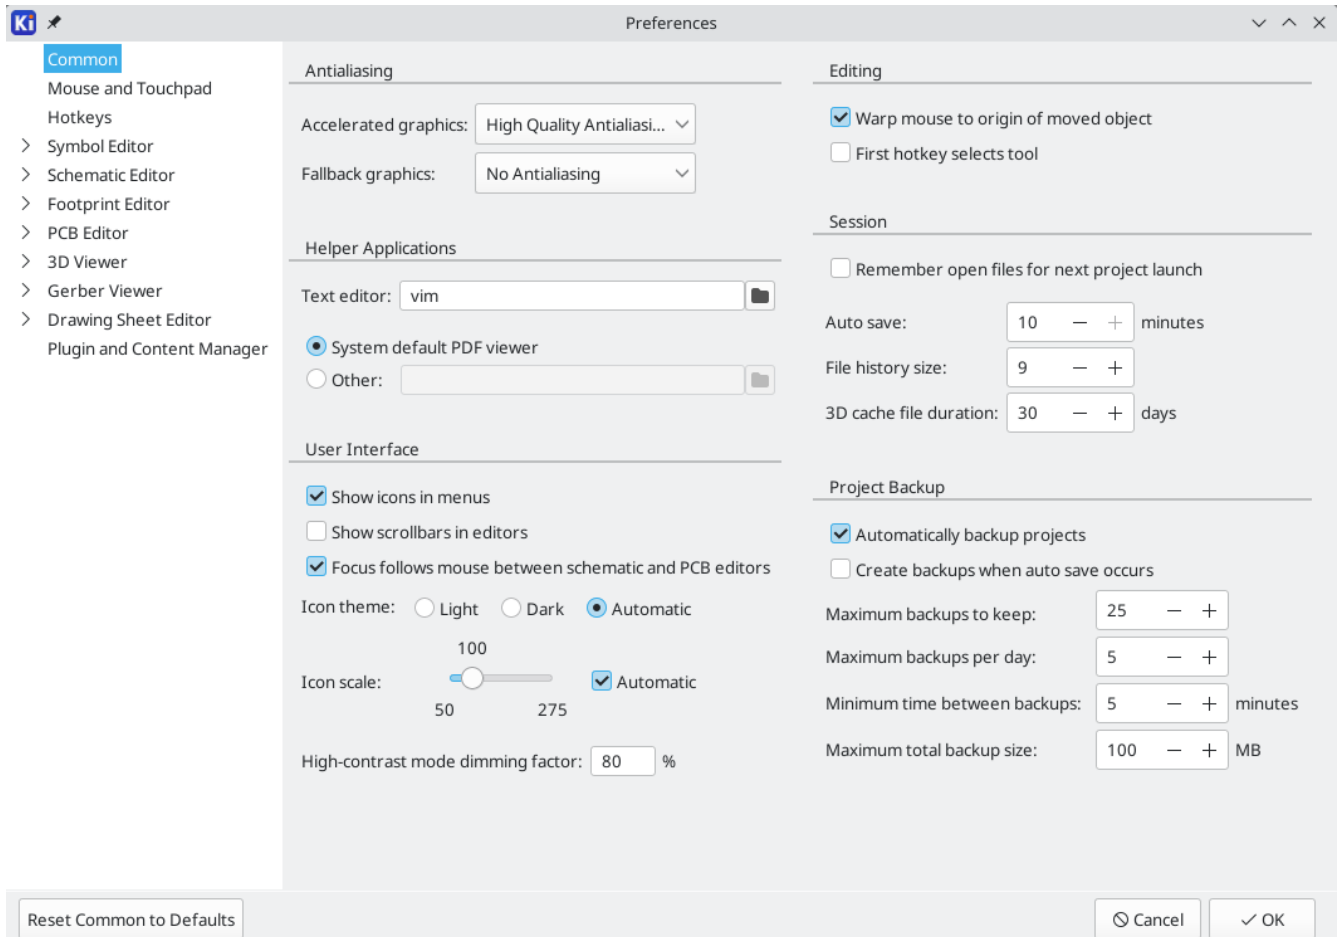 Ki
Preferences
Common
Mouse and Touchpad
Hotkeys
Symbol Editor
Schematic Editor
Footprint Editor
PCB Editor
3D Viewer
Gerber Viewer
Drawing Sheet Editor
Plugin and Content Manager
Antialiasing
Accelerated graphics: High Quality Antialiasi...
Fallback graphics: No Antialiasing
Helper Applications
Text editor: vim
System default PDF viewer
Other:
User Interface
Show icons in menus
Show scrollbars in editors
Focus follows mouse between schematic and PCB editors
Icon theme: Light Dark Automatic
100
Icon scale: Automatic
50 275
High-contrast mode dimming factor: 80 %
Editing
Warp mouse to origin of moved object
First hotkey selects tool
Session
Remember open files for next project launch
Auto save: 10 minutes
File history size: 9
3D cache file duration: 30 days
Project Backup
Automatically backup projects
Create backups when auto save occurs
Maximum backups to keep: 25
Maximum backups per day: 5
Minimum time between backups: 5 minutes
Maximum total backup size: 100 MB
Reset Common to Defaults
Cancel OK